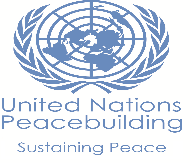 United Nations
Peacebuilding
Sustaining Peace